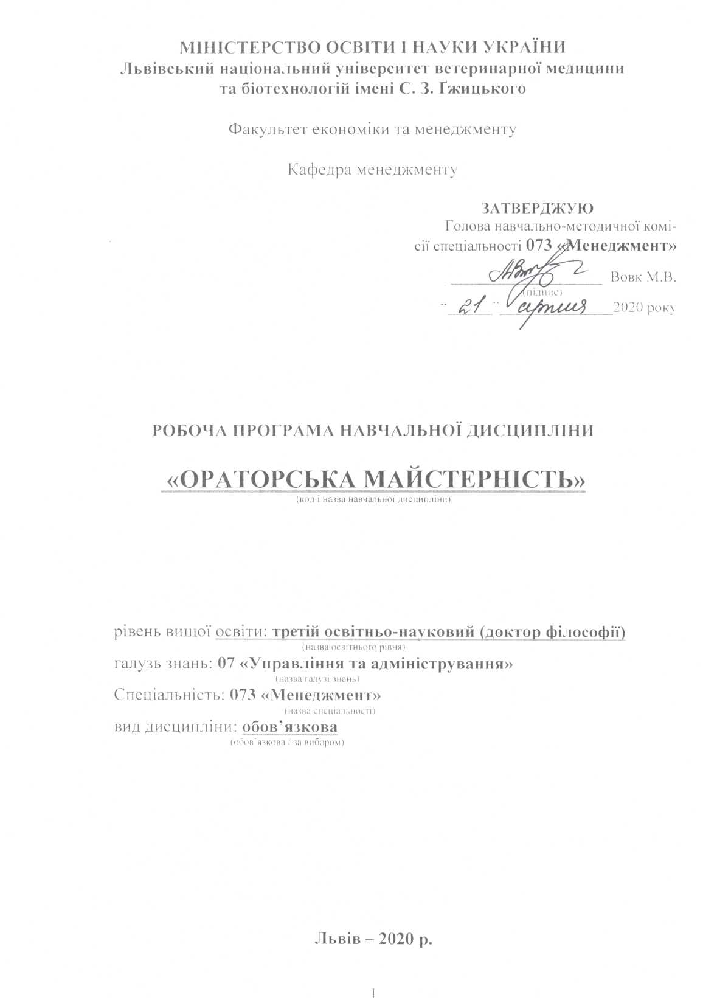 МІНІСТЕРСТВО ОСВІТИ І НАУКИ УКРАЇНИ
Львівський національний університет ветеринарної медицини
та біотехнологій імені С. З. Ґжицького
Факультет економіки та менеджменту
Кафедра менеджменту
ЗАТВЕРДЖУЮ
Голова навчально-методичної комі-
сії спеціальності 073 «Менеджмент»
Вовк М.В.
(підпис)
" 21 " серпня 2020 року
РОБОЧА ПРОГРАМА НАВЧАЛЬНОЇ ДИСЦИПЛІНИ
«ОРАТОРСЬКА МАЙСТЕРНІСТЬ»
(код і назва навчальної дисципліни)
рівень вищої освіти: третій освітньо-науковий (доктор філософії)
(назва освітнього рівня)
галузь знань: 07 «Управління та адміністрування»
(назва галузі знань)
Спеціальність: 073 «Менеджмент»
(назва спеціальності)
вид дисципліни: обов’язкова
(обов’язкова / за вибором)
Львів – 2020 р.
1